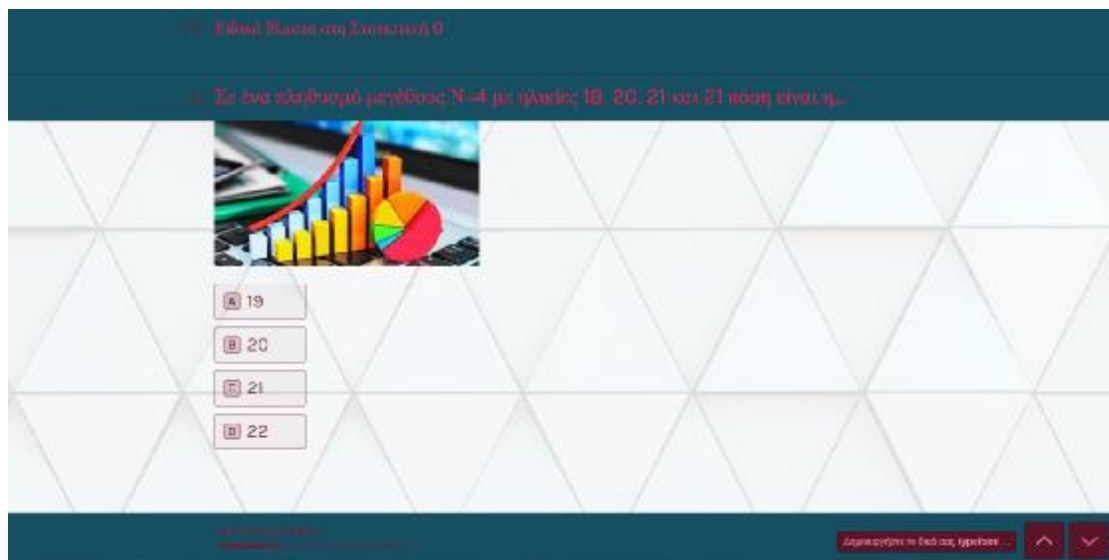 Ειδικά Θέματα στη Στατιστική 0
Σε ένα πληθυσμό μεγέθους N=4 με ηλικίες 18, 20, 21 και 21 πόση είναι η...
A 19
B 20
C 21
D 22
Δημιουργήστε το δικό σας typeform